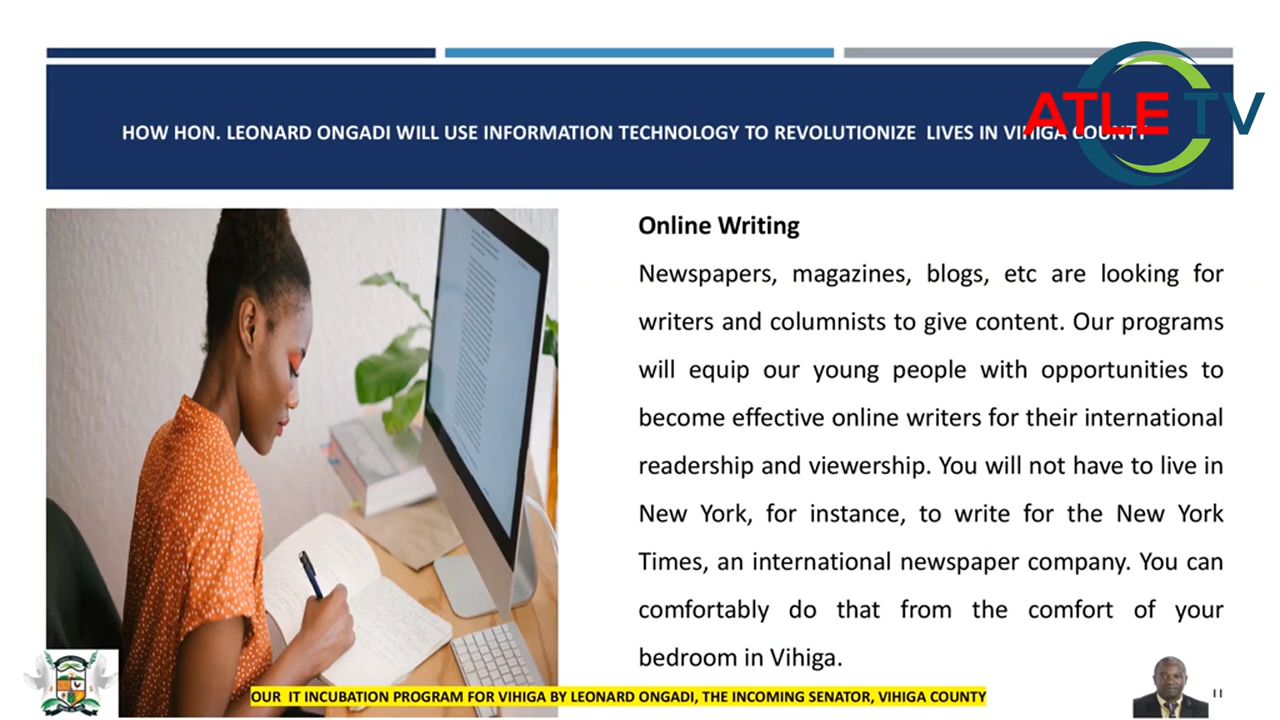 ATLE TV
HOW HON. LEONARD ONGADI WILL USE INFORMATION TECHNOLOGY TO REVOLUTIONIZE LIVES IN VIHIGA COUNTY
Online Writing
Newspapers, magazines, blogs, etc are looking for
writers and columnists to give content. Our programs
will equip our young people with opportunities to
become effective online writers for their international
readership and viewership. You will not have to live in
New York, for instance, to write for the New York
Times, an international newspaper company. You can
comfortably do that from the comfort of your
bedroom in Vihiga.
OUR IT INCUBATION PROGRAM FOR VIHIGA BY LEONARD ONGADI, THE INCOMING SENATOR, VIHIGA COUNTY
11